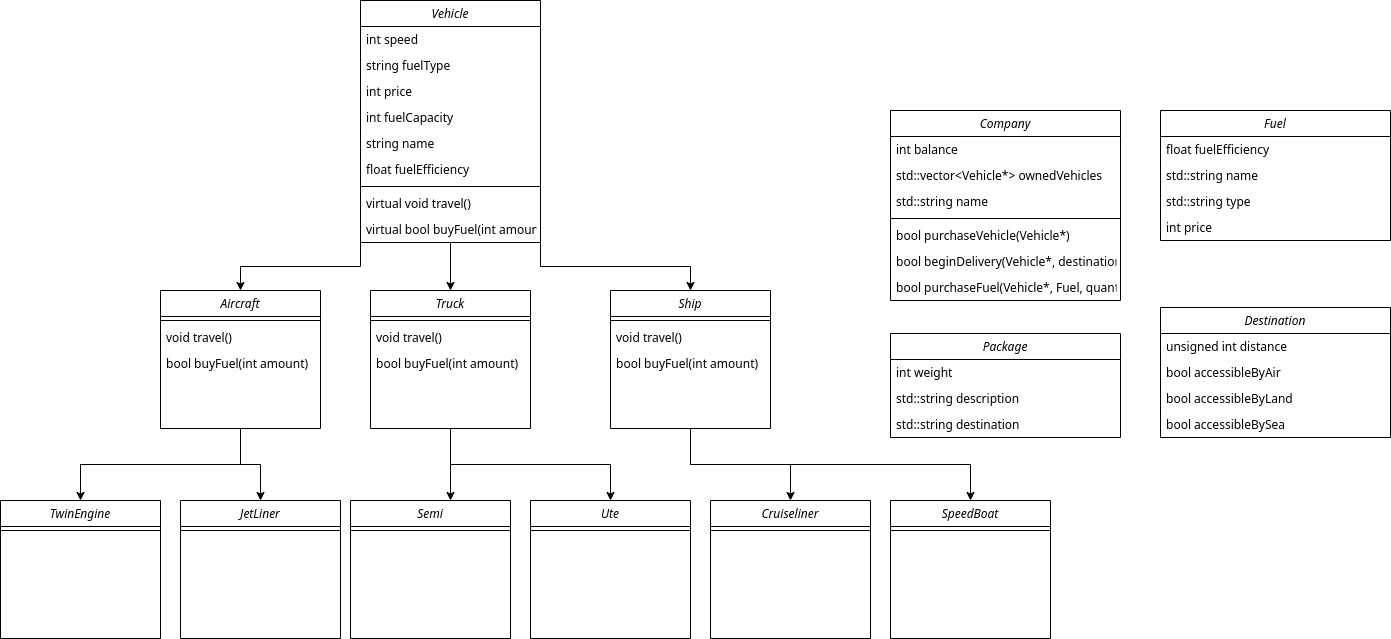 Vehicle
int speed
string fuelType
int price
int fuelCapacity
string name
float fuelEfficiency
virtual void travel()
virtual bool buyFuel(int amour
Aircraft
void travel()
bool buyFuel(int amount)
Truck
void travel()
bool buyFuel(int amount)
Ship
void travel()
bool buyFuel(int amount)
TwinEngine
JetLiner
Semi
Ute
Cruiseliner
SpeedBoat
Company
int balance
std::vector<Vehicle*> ownedVehicles
std::string name
bool purchaseVehicle(Vehicle*)
bool beginDelivery(Vehicle*, destination
bool purchaseFuel(Vehicle*, Fuel, quant
Fuel
float fuelEfficiency
std::string name
std::string type
int price
Package
int weight
std::string description
std::string destination
Destination
unsigned int distance
bool accessibleByAir
bool accessibleByLand
bool accessibleBySea